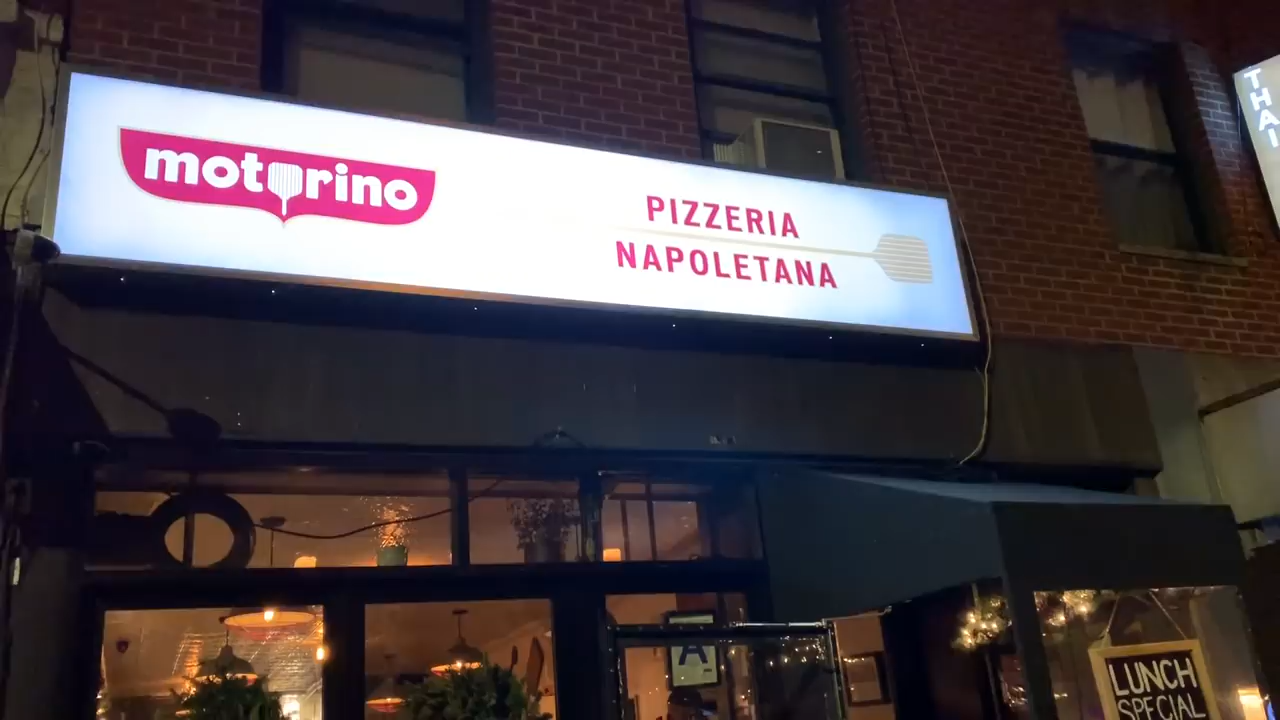 motorino
PIZZERIA
NAPOLETANA
THAI
A
LUNCH
SPECIAL